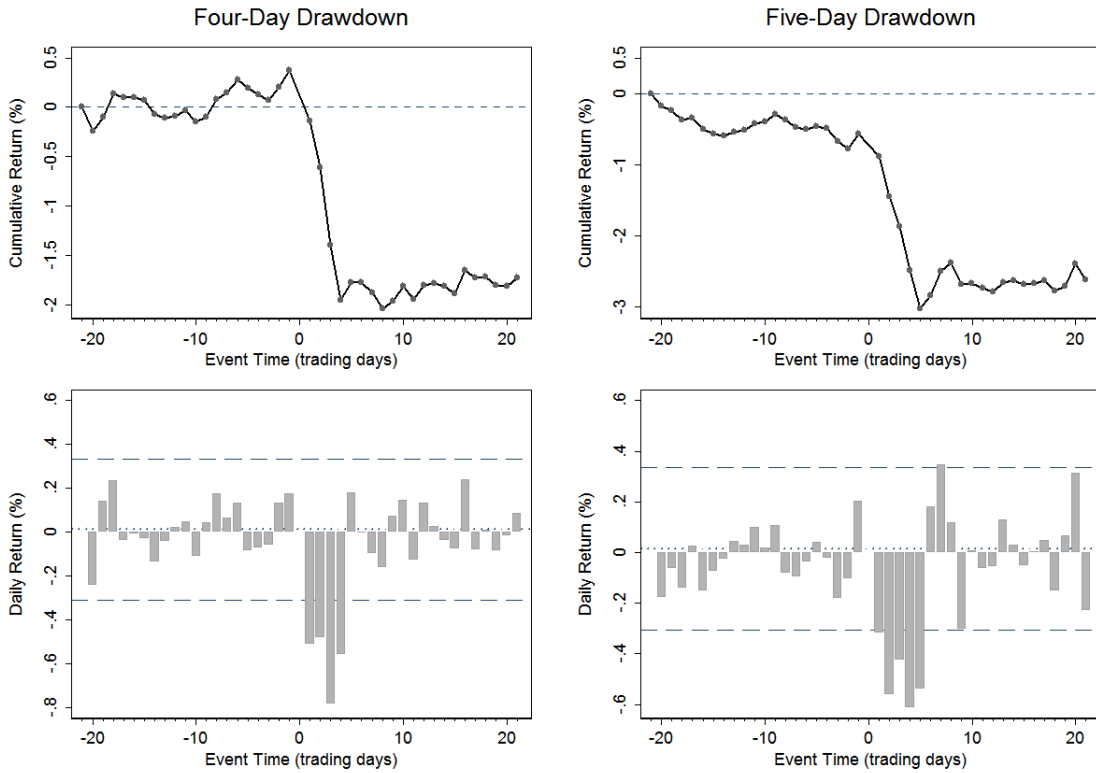 Four-Day Drawdown
Five-Day Drawdown
Cumulative Return (%)
0.5
0
-0.5
-1
-1.5
-2
-20 -10 0 10 20
Event Time (trading days)
Cumulative Return (%)
0.5
0
-1
-2
-3
-20 -10 0 10 20
Event Time (trading days)
Daily Return (%)
.6
.4
.2
0
-.2
-.4
-.6
-.8
-20 -10 0 10 20
Event Time (trading days)
Daily Return (%)
.6
.4
.2
0
-.2
-.4
-.6
-20 -10 0 10 20
Event Time (trading days)